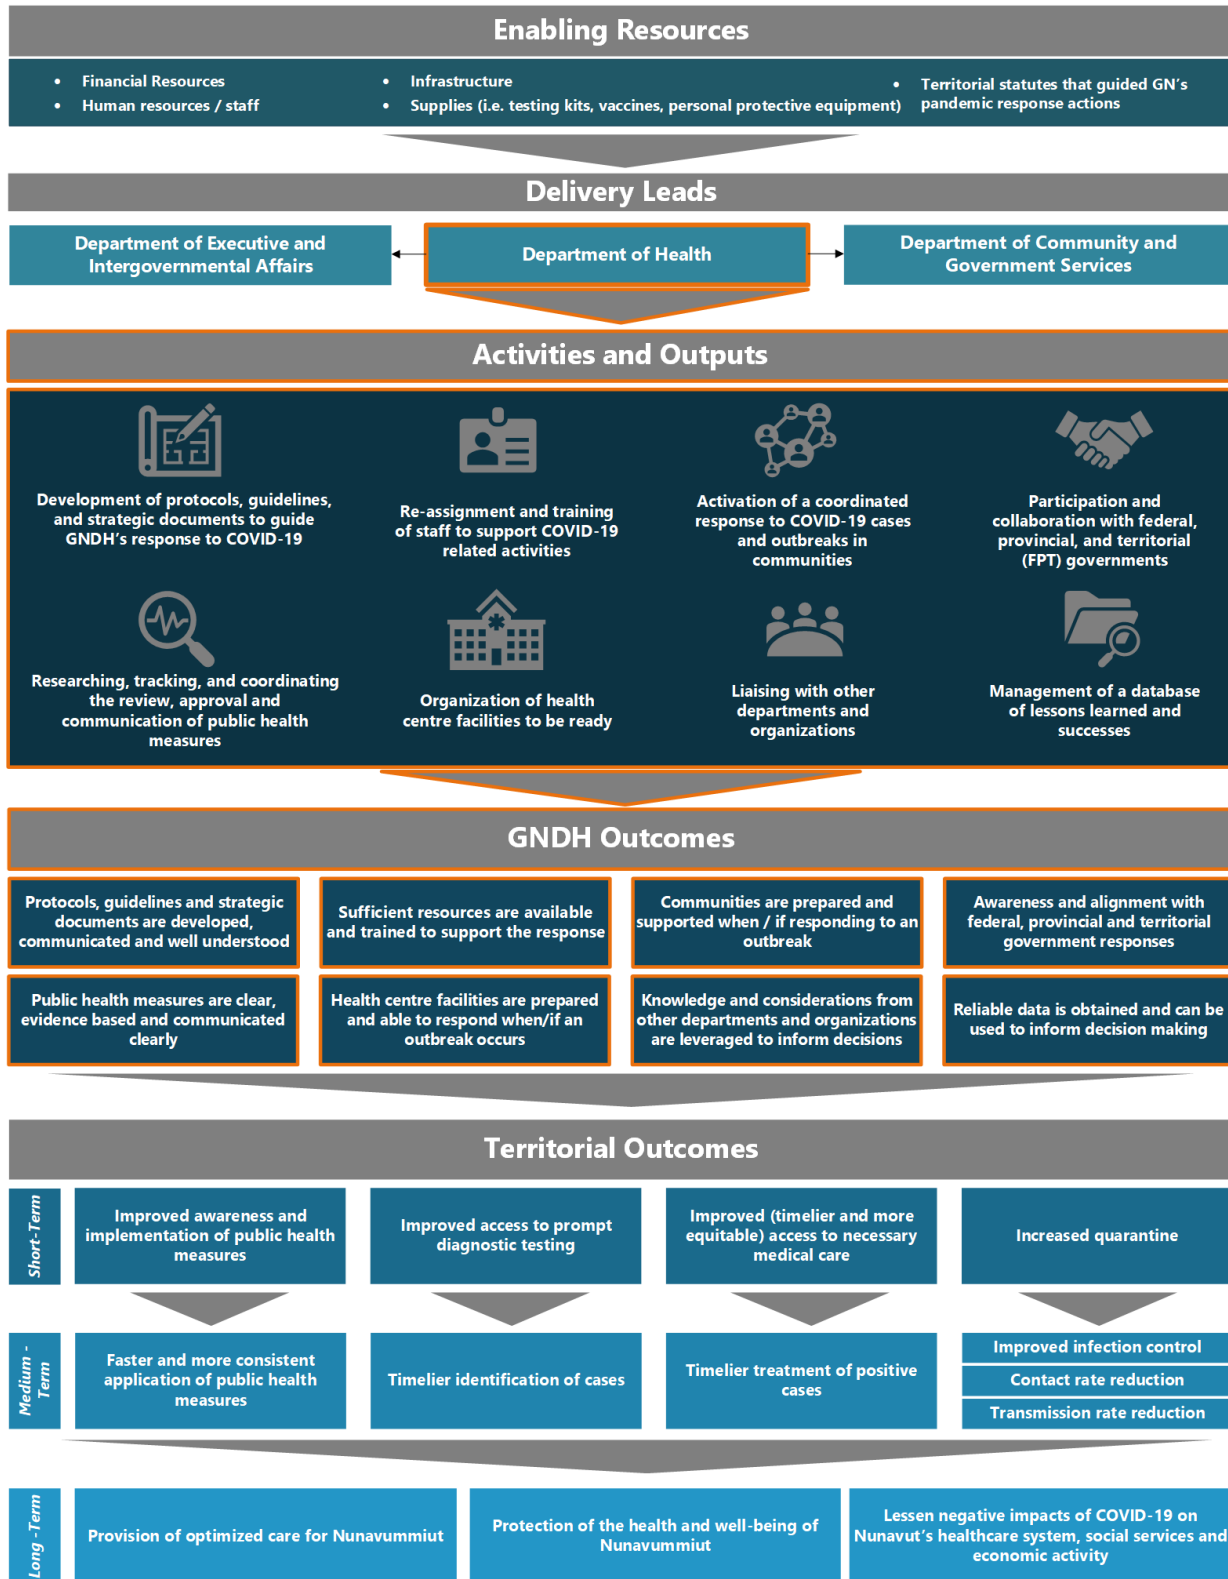 Enabling Resources
• Financial Resources
• Human resources / staff
• Infrastructure
• Supplies (i.e. testing kits, vaccines, personal protective equipment)
• Territorial statutes that guided GN's
pandemic response actions
Delivery Leads
Department of Executive and
Intergovernmental Affairs
Department of Health
Department of Community and
Government Services
Activities and Outputs
Development of protocols, guidelines,
and strategic documents to guide
GNDH's response to COVID-19
Re-assignment and training
of staff to support COVID-19
related activities
Activation of a coordinated
response to COVID-19 cases
and outbreaks in
communities
Participation and
collaboration with federal,
provincial, and territorial
(FPT) governments
Researching, tracking, and coordinating
the review, approval and
communication of public health
measures
Organization of health
centre facilities to be ready
Liaising with other
departments and
organizations
Management of a database
of lessons learned and
successes
GNDH Outcomes
Protocols, guidelines and strategic
documents are developed,
communicated and well understood
Sufficient resources are available
and trained to support the response
Communities are prepared and
supported when / if responding to an
outbreak
Awareness and alignment with
federal, provincial and territorial
government responses
Public health measures are clear,
evidence based and communicated
clearly
Health centre facilities are prepared
and able to respond when/if an
outbreak occurs
Knowledge and considerations from
other departments and organizations
are leveraged to inform decisions
Reliable data is obtained and can be
used to inform decision making
Territorial Outcomes
Short-Term
Improved awareness and
implementation of public health
measures
Improved access to prompt
diagnostic testing
Improved (timelier and more
equitable) access to necessary
medical care
Increased quarantine
Medium -
Term
Faster and more consistent
application of public health
measures
Timelier identification of cases
Timelier treatment of positive
cases
Improved infection control
Contact rate reduction
Transmission rate reduction
Long -Term
Provision of optimized care for Nunavummiut
Protection of the health and well-being of
Nunavummiut
Lessen negative impacts of COVID-19 on
Nunavut's healthcare system, social services and
economic activity